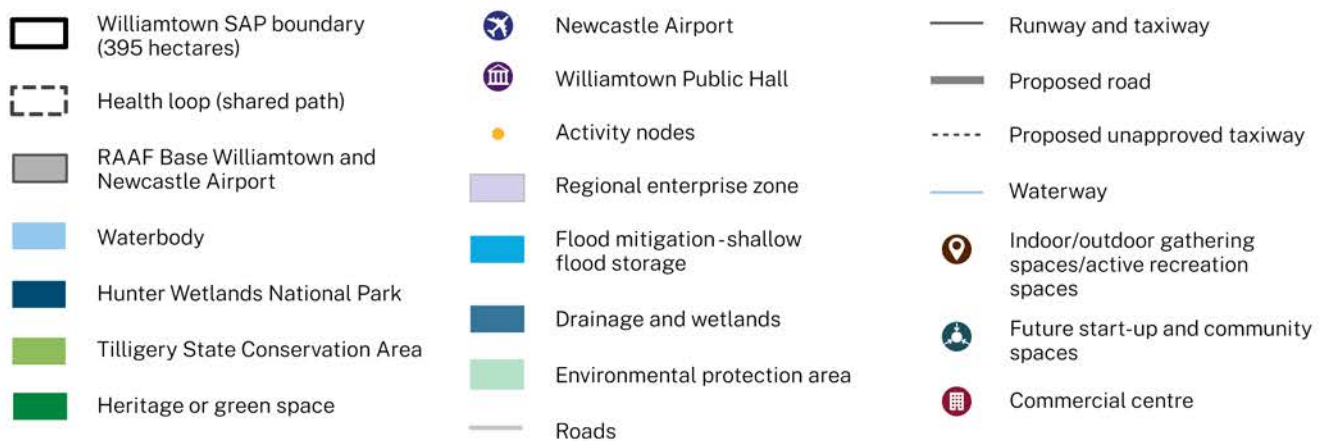 Williamtown SAP boundary
(395 hectares)
Health loop (shared path)
RAAF Base Williamtown and
Newcastle Airport
Waterbody
Hunter Wetlands National Park
Tilligery State Conservation Area
Heritage or green space
Newcastle Airport
Williamtown Public Hall
Activity nodes
Regional enterprise zone
Flood mitigation - shallow
flood storage
Drainage and wetlands
Environmental protection area
Roads
Runway and taxiway
Proposed road
Proposed unapproved taxiway
Waterway
Indoor/outdoor gathering
spaces/active recreation
spaces
Future start-up and community
spaces
Commercial centre